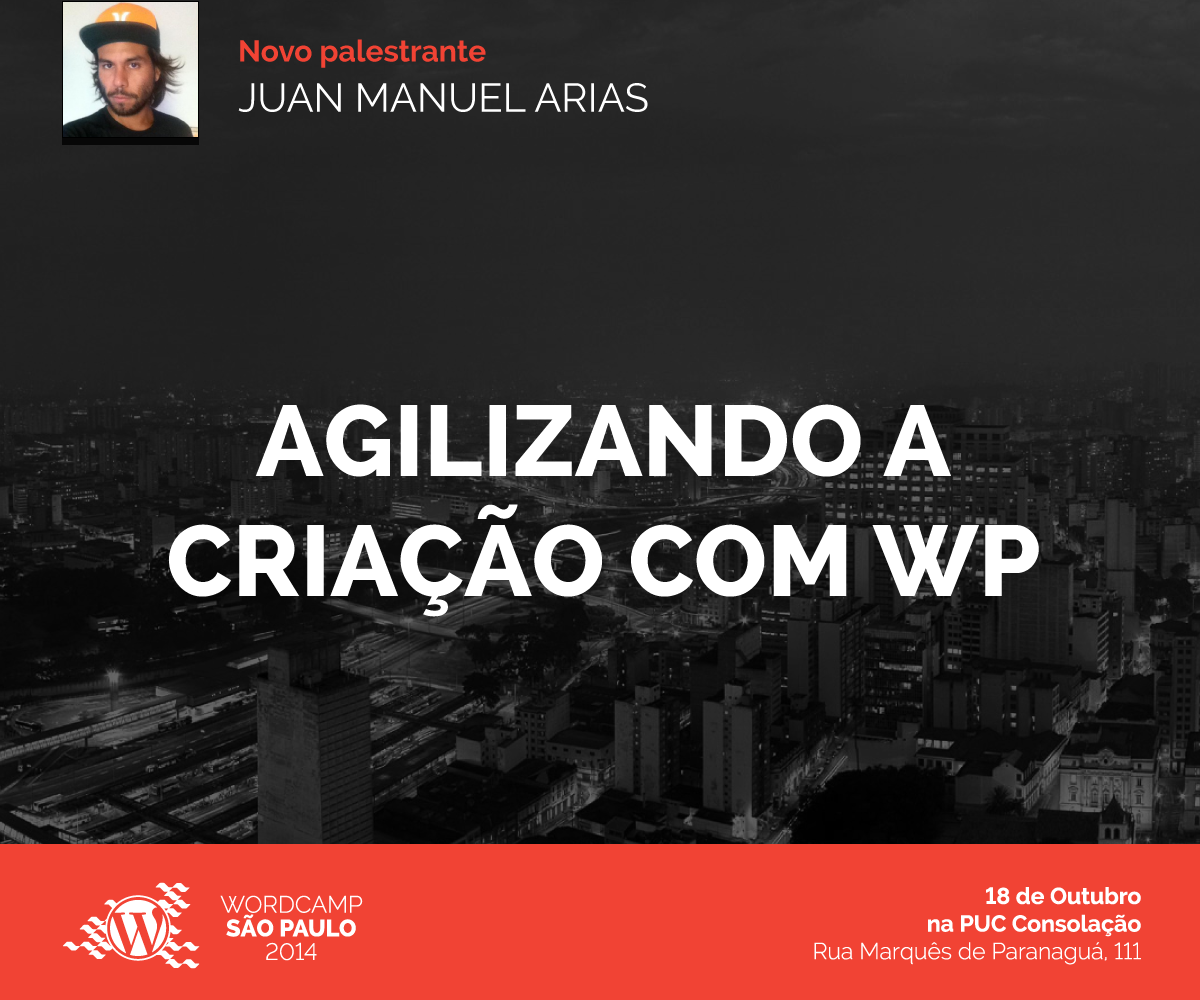 Novo palestrante
JUAN MANUEL ARIAS
AGILIZANDO A
CRIAÇÃO COM WP
WORDCAMP
SÃO PAULO
2014
18 de Outubro
na PUC Consolação
Rua Marquês de Paranaguá, 111